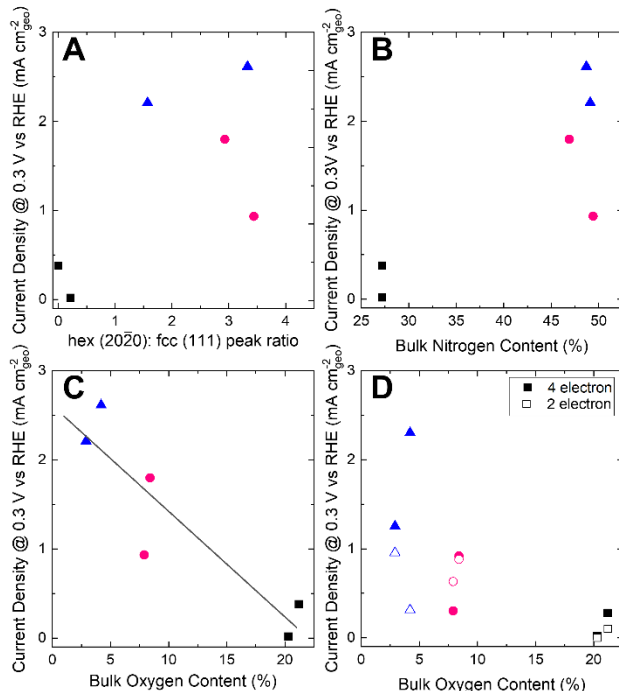 A
Current Density @ 0.3 V vs RHE (mA cm⁻²geo)
3
2
1
0
0 1 2 3 4
hex (202̅0): fcc (111) peak ratio
B
Current Density @ 0.3 V vs RHE (mA cm⁻²geo)
3
2
1
0
25 30 35 40 45 50
Bulk Nitrogen Content (%)
C
Current Density @ 0.3 V vs RHE (mA cm⁻²geo)
3
2
1
0
0 5 10 15 20
Bulk Oxygen Content (%)
D
4 electron
2 electron
Current Density @ 0.3 V vs RHE (mA cm⁻²geo)
3
2
1
0
0 5 10 15 20
Bulk Oxygen Content (%)